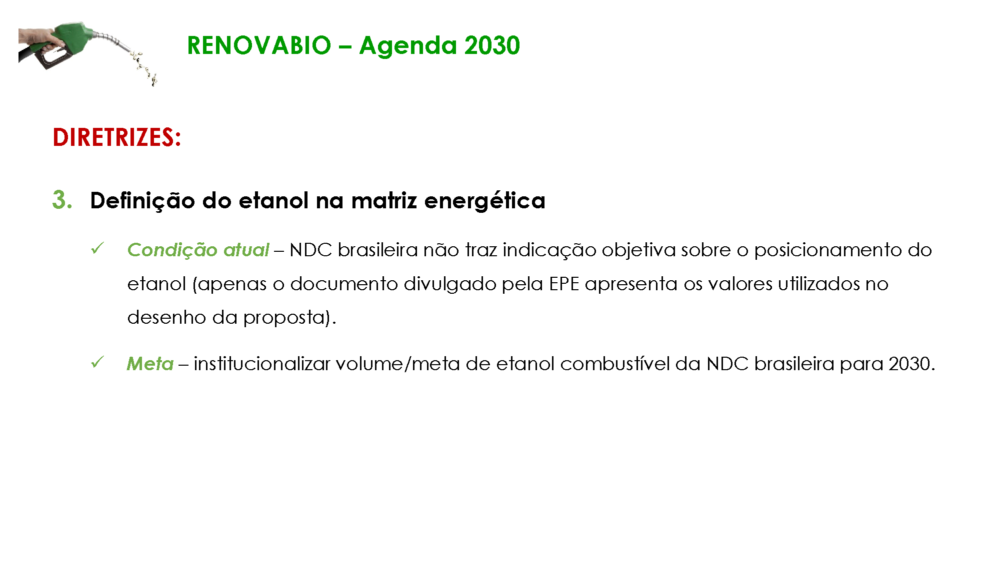 RENOVABIO – Agenda 2030
DIRETRIZES:
3. Definição do etanol na matriz energética
✓ Condição atual – NDC brasileira não traz indicação objetiva sobre o posicionamento do
etanol (apenas o documento divulgado pela EPE apresenta os valores utilizados no
desenho da proposta).
✓ Meta – institucionalizar volume/meta de etanol combustível da NDC brasileira para 2030.